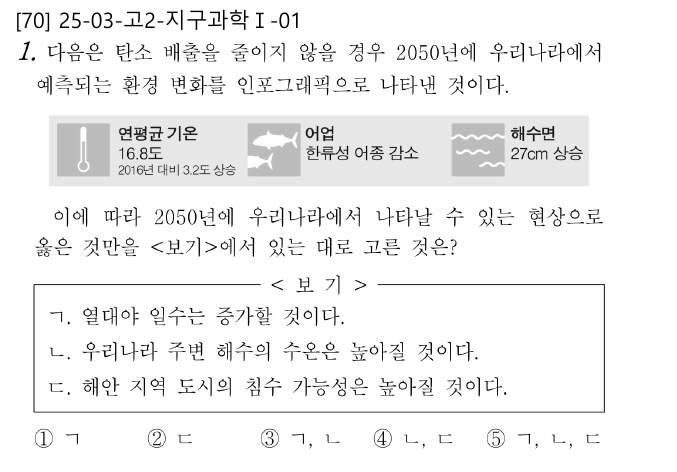 [70] 25-03-고2-지구과학Ⅰ-01
1. 다음은 탄소 배출을 줄이지 않을 경우 2050년에 우리나라에서
예측되는 환경 변화를 인포그래픽으로 나타낸 것이다.
연평균 기온
16.8도
2016년 대비 3.2도 상승
어업
한류성 어종 감소
해수면
27cm 상승
이에 따라 2050년에 우리나라에서 나타날 수 있는 현상으로
옳은 것만을 <보기>에서 있는 대로 고른 것은?
< 보 기 >
ㄱ. 열대야 일수는 증가할 것이다.
ㄴ. 우리나라 주변 해수의 수온은 높아질 것이다.
ㄷ. 해안 지역 도시의 침수 가능성은 높아질 것이다.
① ㄱ ② ㄷ ③ ㄱ, ㄴ ④ ㄴ, ㄷ ⑤ ㄱ, ㄴ, ㄷ